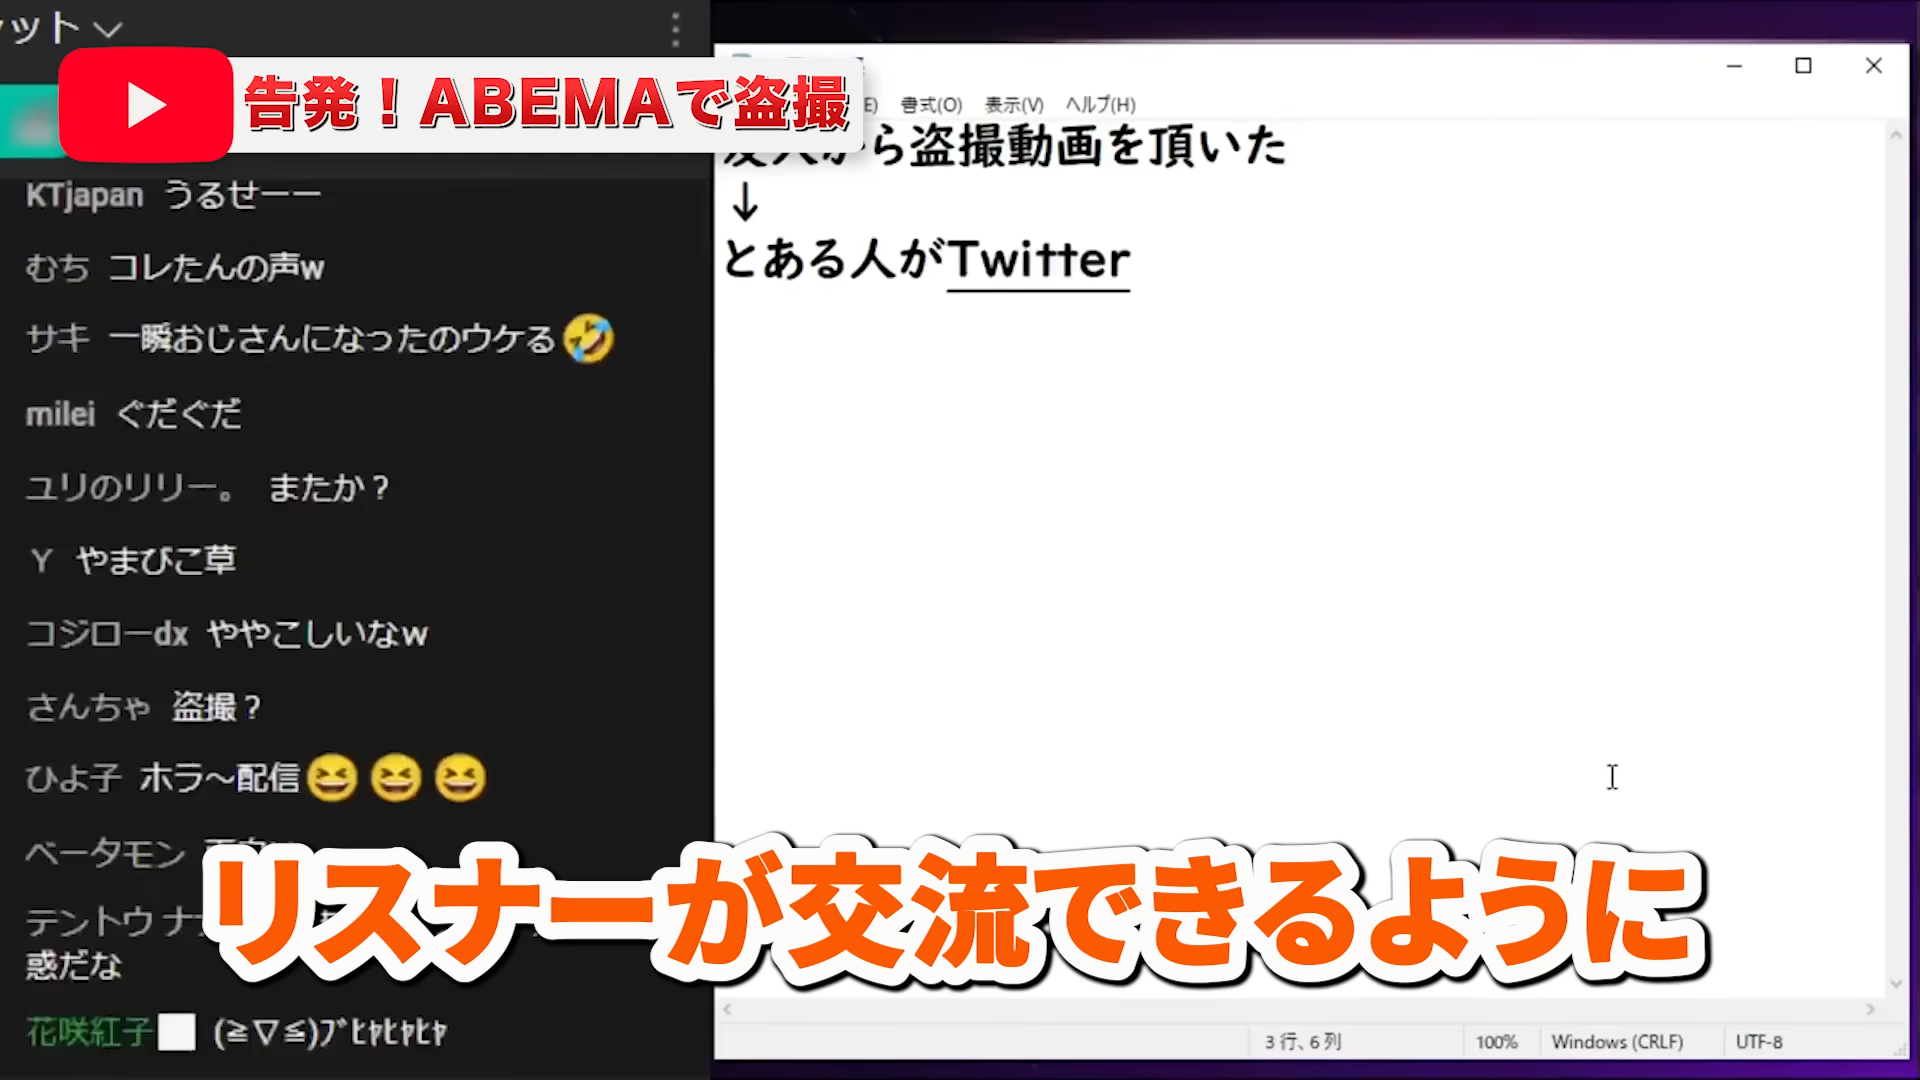 ット
告発！ABEMAで盗撮
KTjapan うるせーー
むち コレたんの声w
サキ 一瞬おじさんになったのウケる🤣
milei ぐだぐだ
ユリのリリー。 またか？
Y やまびこ草
コジローdx ややこしいなw
さんちゃ 盗撮？
ひよ子 ホラ～配信😆😆😆
ベータモン
テントウ
惑だな
花咲紅子 (≧▽≦)ﾌﾞﾋｬﾋｬﾋｬ
書式(O) 表示(V) ヘルプ(H)
友人から盗撮動画を頂いた
↓
とある人がTwitter
リスナーが交流できるように
3 行、6 列 100% Windows (CRLF) UTF-8